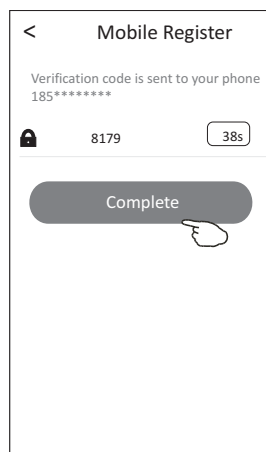 < Mobile Register
Verification code is sent to your phone
185********
8179 38s
Complete